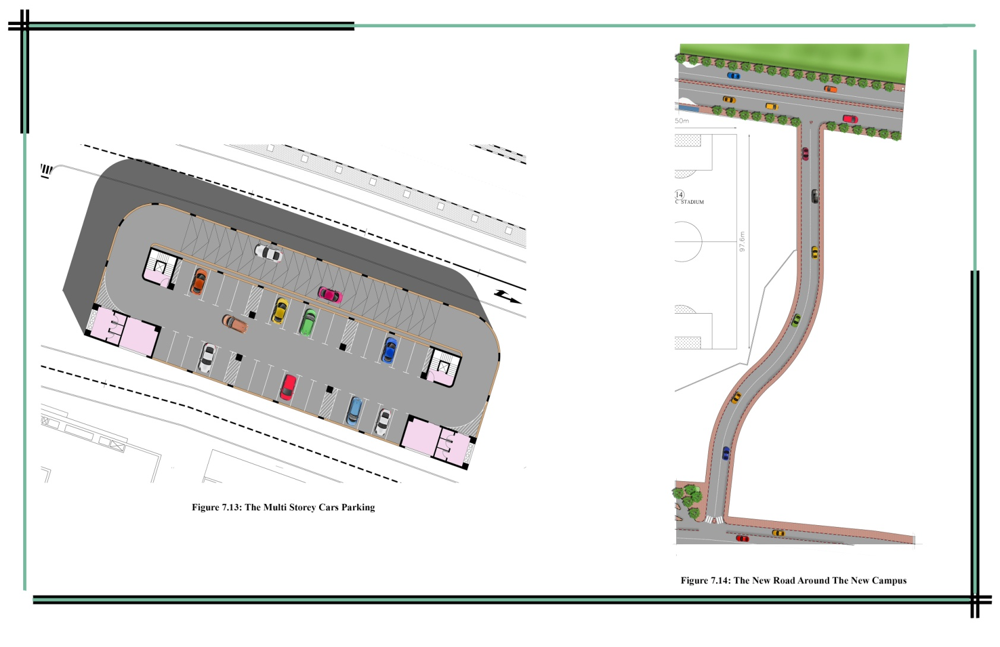 50m
14
C STADIUM
97.6m
Figure 7.13: The Multi Storey Cars Parking
Figure 7.14: The New Road Around The New Campus